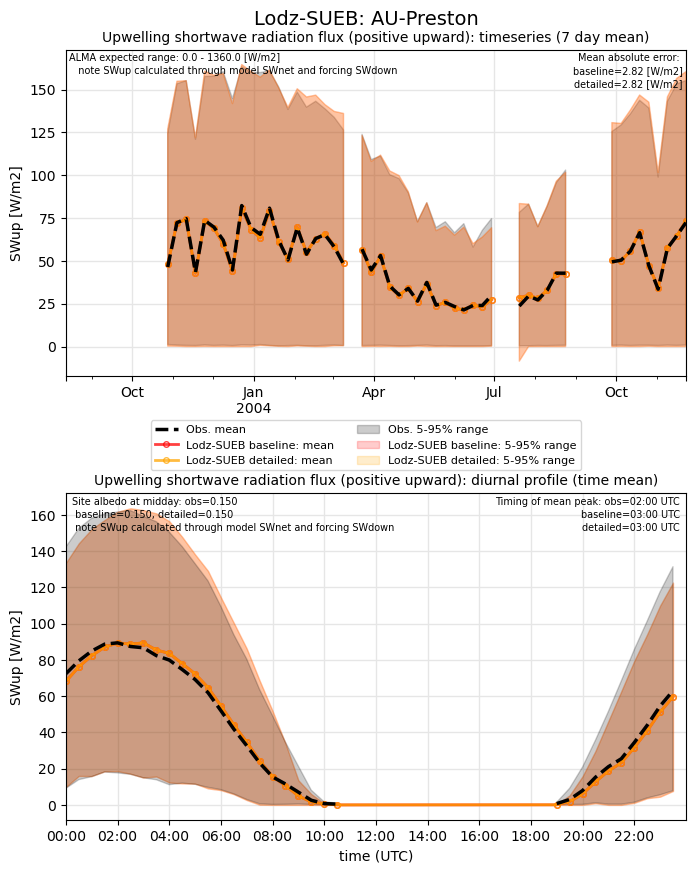 Lodz-SUEB: AU-Preston
Upwelling shortwave radiation flux (positive upward): timeseries (7 day mean)
ALMA expected range: 0.0 - 1360.0 [W/m2]
note SWup calculated through model SWnet and forcing SWdown
Mean absolute error:
baseline=2.82 [W/m2]
detailed=2.82 [W/m2]
SWup [W/m2]
150
125
100
75
50
25
0
Oct
Jan
2004
Apr
Jul
Oct
Obs. mean
Lodz-SUEB baseline: mean
Lodz-SUEB detailed: mean
Obs. 5-95% range
Lodz-SUEB baseline: 5-95% range
Lodz-SUEB detailed: 5-95% range
Upwelling shortwave radiation flux (positive upward): diurnal profile (time mean)
Site albedo at midday: obs=0.150
baseline=0.150, detailed=0.150
note SWup calculated through model SWnet and forcing SWdown
Timing of mean peak: obs=02:00 UTC
baseline=03:00 UTC
detailed=03:00 UTC
SWup [W/m2]
160
140
120
100
80
60
40
20
0
00:00 02:00 04:00 06:00 08:00 10:00 12:00 14:00 16:00 18:00 20:00 22:00
time (UTC)